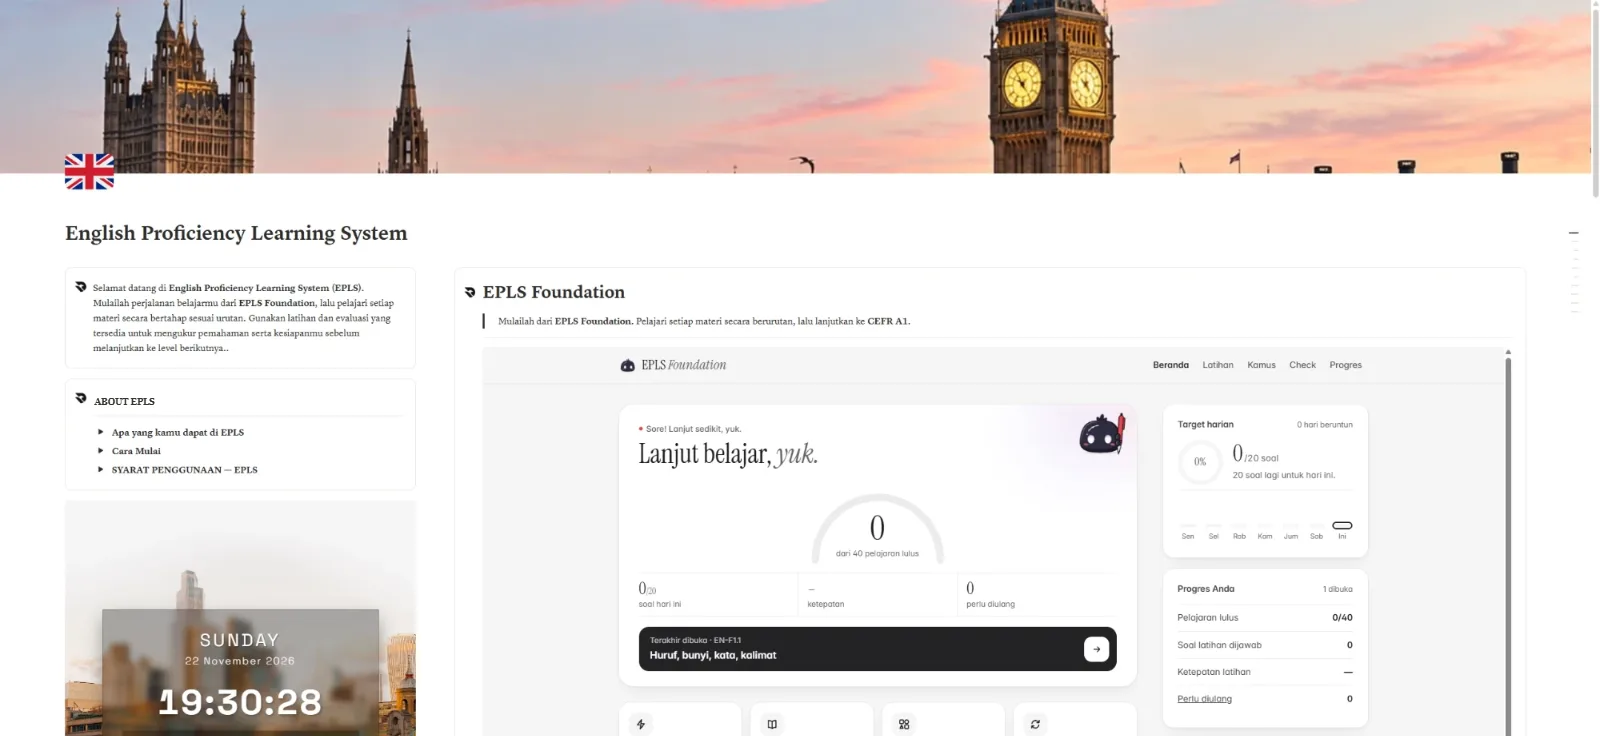 English Proficiency Learning System
Selamat datang di English Proficiency Learning System (EPLS).
Mulailah perjalanan belajarmu dari EPLS Foundation, lalu pelajari setiap
materi secara bertahap sesuai urutan. Gunakan latihan dan evaluasi yang
tersedia untuk mengukur pemahaman serta kesiapanmu sebelum
melanjutkan ke level berikutnya..
ABOUT EPLS
Apa yang kamu dapat di EPLS
Cara Mulai
SYARAT PENGGUNAAN — EPLS
SUNDAY
22 November 2026
19:30:28
EPLS Foundation
Mulailah dari EPLS Foundation. Pelajari setiap materi secara berurutan, lalu lanjutkan ke CEFR A1.
EPLS Foundation
Beranda Latihan Kamus Check Progres
Sore! Lanjut sedikit, yuk.
Lanjut belajar, yuk.
0
dari 40 pelajaran lulus
0/20
soal hari ini
–
ketepatan
0
perlu diulang
Terakhir dibuka · EN-F1.1
Huruf, bunyi, kata, kalimat
Target harian 0 hari beruntun
0%
0/20 soal
20 soal lagi untuk hari ini.
Sen Sel Rab Kam Jum Sab Ini
Progres Anda 1 dibuka
Pelajaran lulus 0/40
Soal latihan dijawab 0
Ketepatan latihan —
Perlu diulang 0